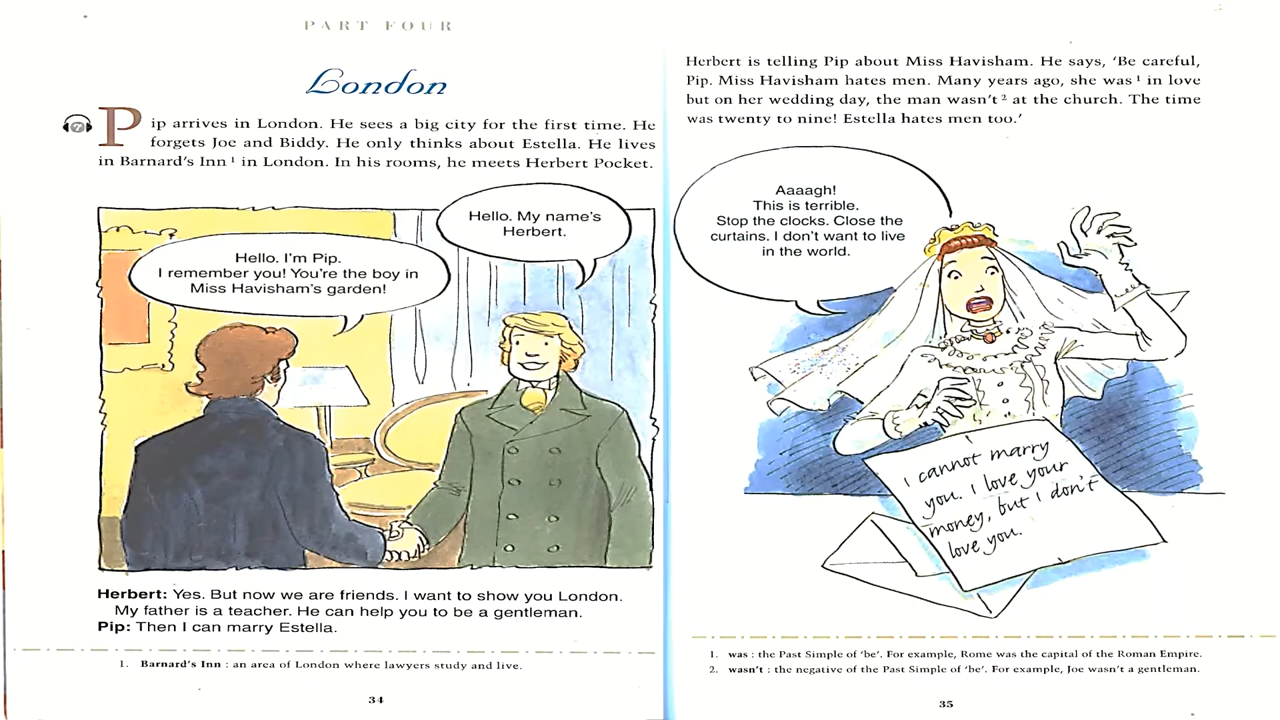 PART FOUR
London
Pip arrives in London. He sees a big city for the first time. He
forgets Joe and Biddy. He only thinks about Estella. He lives
in Barnard's Inn 1 in London. In his rooms, he meets Herbert Pocket.
Hello. My name's
Herbert.
Hello. I'm Pip.
I remember you! You're the boy in
Miss Havisham's garden!
Herbert: Yes. But now we are friends. I want to show you London.
My father is a teacher. He can help you to be a gentleman.
Pip: Then I can marry Estella.
1. Barnard's Inn : an area of London where lawyers study and live.
34
Herbert is telling Pip about Miss Havisham. He says, 'Be careful,
Pip. Miss Havisham hates men. Many years ago, she was 1 in love
but on her wedding day, the man wasn't 2 at the church. The time
was twenty to nine! Estella hates men too.'
Aaaagh!
This is terrible.
Stop the clocks. Close the
curtains. I don't want to live
in the world.
I cannot marry
you. I love your
money, but I don't
love you.
1. was : the Past Simple of 'be'. For example, Rome was the capital of the Roman Empire.
2. wasn't : the negative of the Past Simple of 'be'. For example, Joe wasn't a gentleman.
35